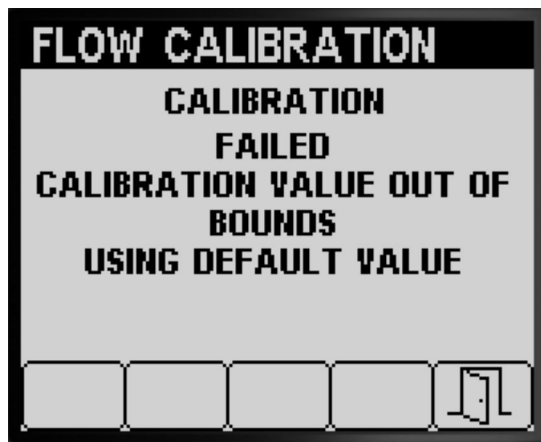 FLOW CALIBRATION
CALIBRATION
FAILED
CALIBRATION VALUE OUT OF
BOUNDS
USING DEFAULT VALUE